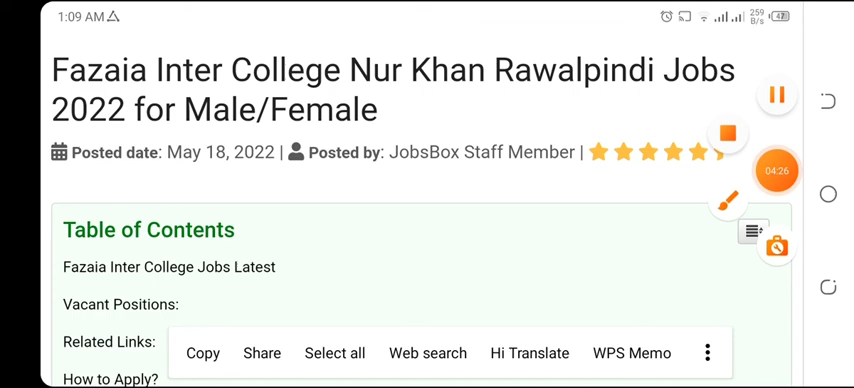 1:09 AM
259
B/s
47
Fazaia Inter College Nur Khan Rawalpindi Jobs
2022 for Male/Female
Posted date: May 18, 2022 | Posted by: JobsBox Staff Member |
04:26
Table of Contents
Fazaia Inter College Jobs Latest
Vacant Positions:
Related Links:
Copy Share Select all Web search Hi Translate WPS Memo
How to Apply?